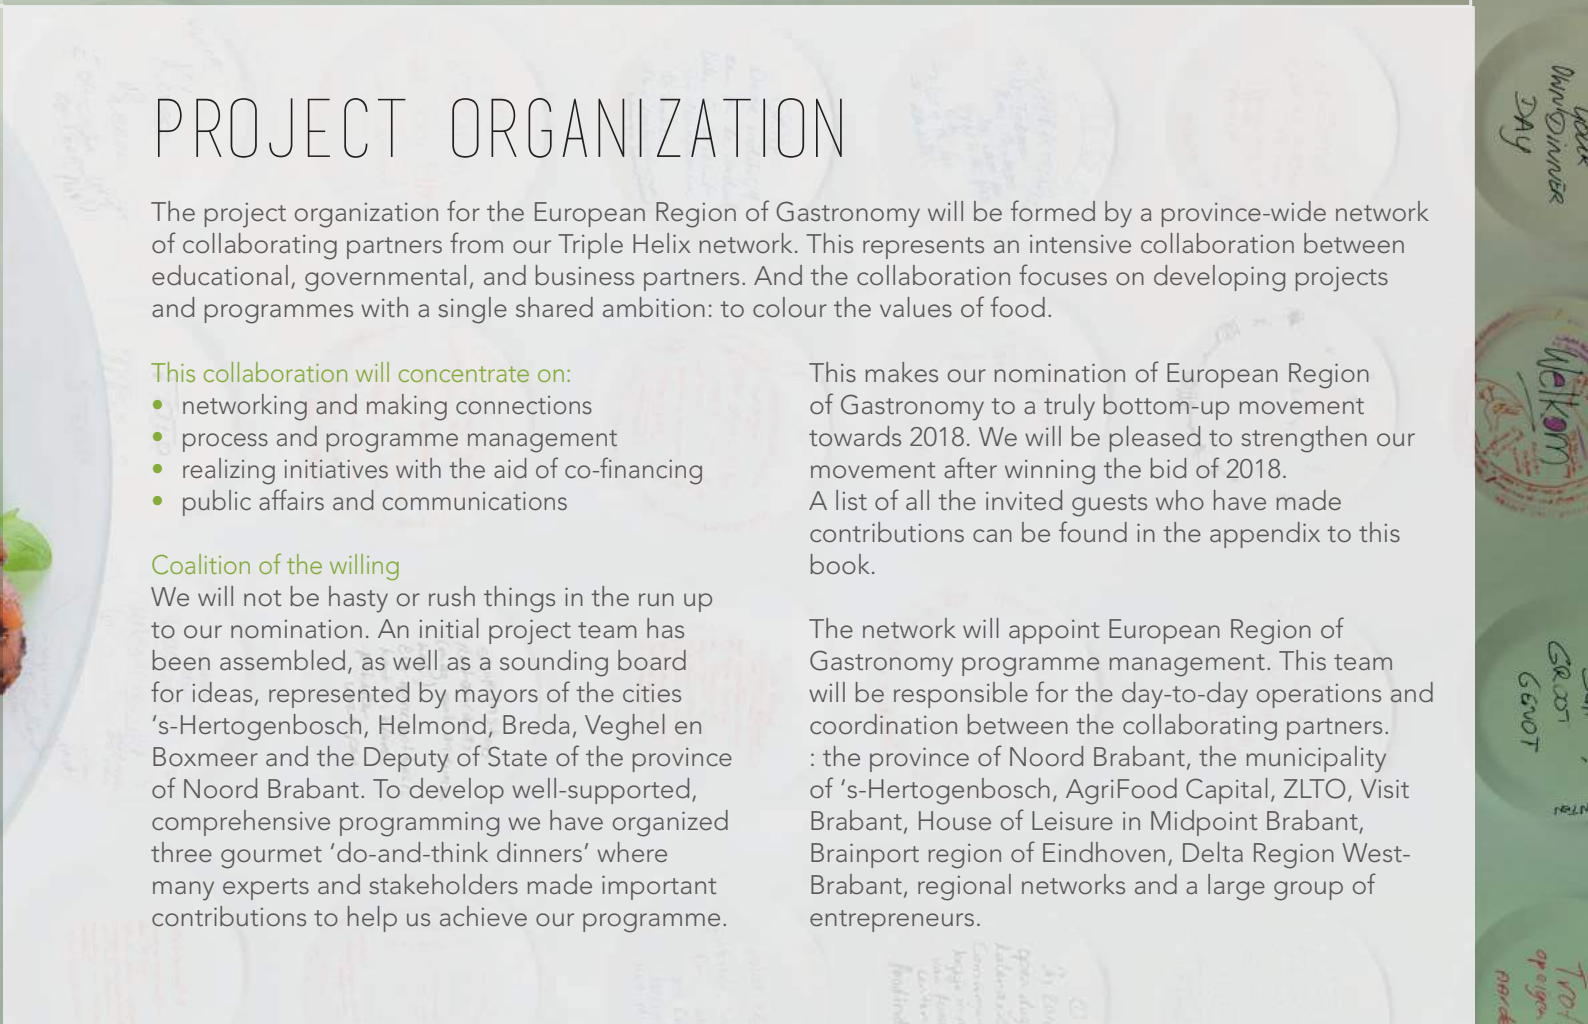 PROJECT ORGANIZATION
The project organization for the European Region of Gastronomy will be formed by a province-wide network
of collaborating partners from our Triple Helix network. This represents an intensive collaboration between
educational, governmental, and business partners. And the collaboration focuses on developing projects
and programmes with a single shared ambition: to colour the values of food.
This collaboration will concentrate on:
• networking and making connections
• process and programme management
• realizing initiatives with the aid of co-financing
• public affairs and communications
Coalition of the willing
We will not be hasty or rush things in the run up
to our nomination. An initial project team has
been assembled, as well as a sounding board
for ideas, represented by mayors of the cities
‘s-Hertogenbosch, Helmond, Breda, Veghel en
Boxmeer and the Deputy of State of the province
of Noord Brabant. To develop well-supported,
comprehensive programming we have organized
three gourmet ‘do-and-think dinners’ where
many experts and stakeholders made important
contributions to help us achieve our programme.
This makes our nomination of European Region
of Gastronomy to a truly bottom-up movement
towards 2018. We will be pleased to strengthen our
movement after winning the bid of 2018.
A list of all the invited guests who have made
contributions can be found in the appendix to this
book.
The network will appoint European Region of
Gastronomy programme management. This team
will be responsible for the day-to-day operations and
coordination between the collaborating partners.
: the province of Noord Brabant, the municipality
of ‘s-Hertogenbosch, AgriFood Capital, ZLTO, Visit
Brabant, House of Leisure in Midpoint Brabant,
Brainport region of Eindhoven, Delta Region West-
Brabant, regional networks and a large group of
entrepreneurs.
DAY
Welkom
GROOT
GENOT